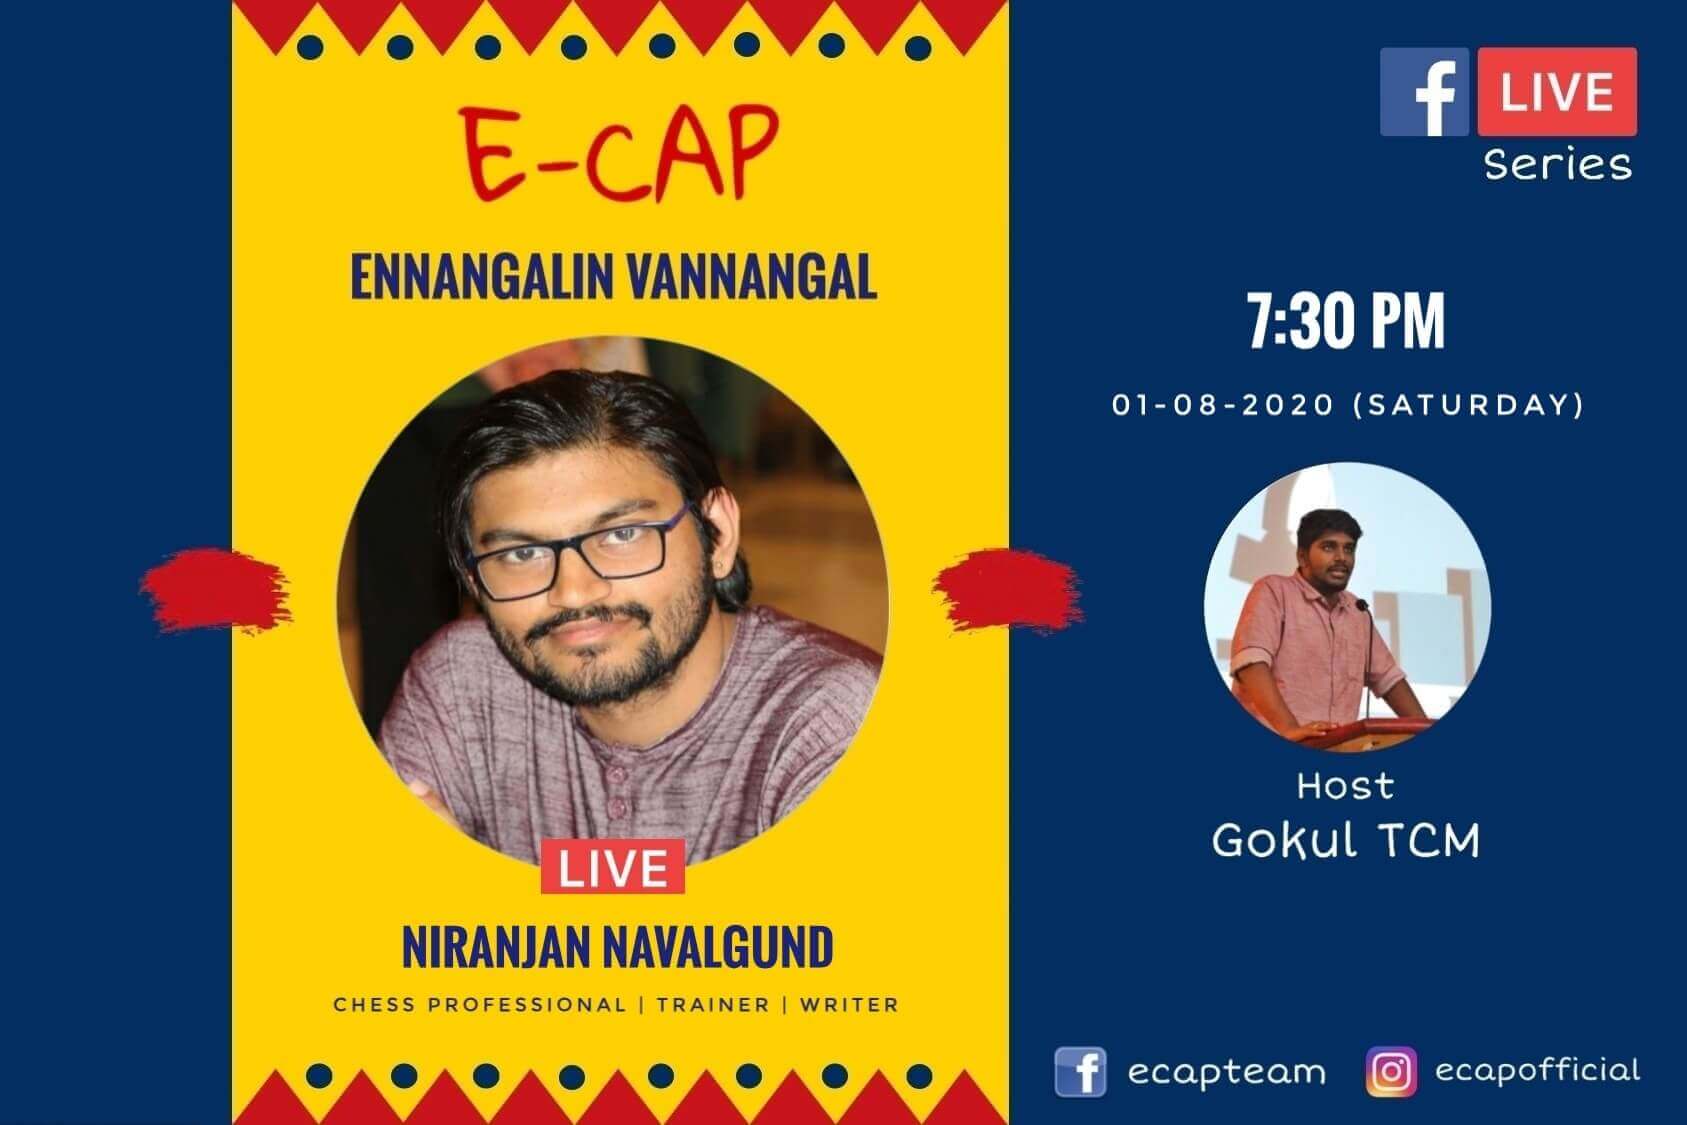 E-CAP
ENNANGALIN VANNANGAL
LIVE
NIRANJAN NAVALGUND
CHESS PROFESSIONAL | TRAINER | WRITER
f LIVE
Series
7:30 PM
01-08-2020 (SATURDAY)
Host
Gokul TCM
f ecapteam
ecapofficial